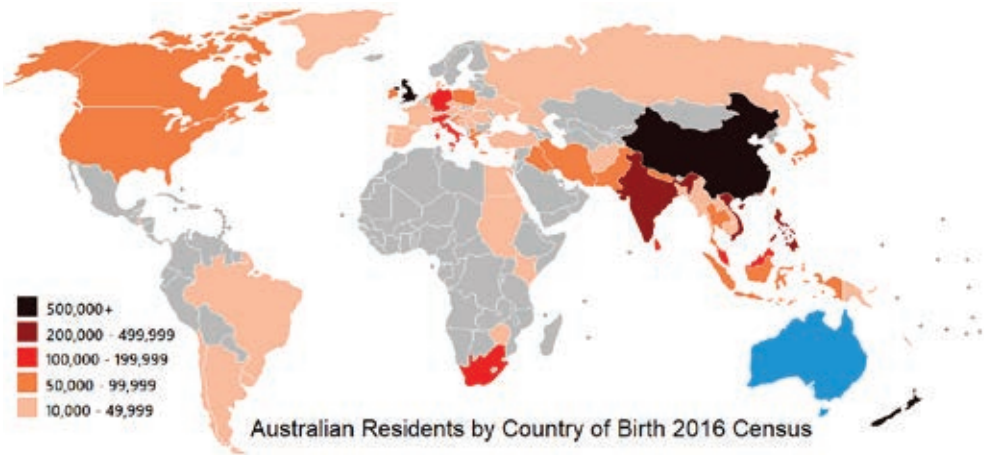 500,000+
200,000 - 499,999
100,000 - 199,999
50,000 - 99,999
10,000 - 49,999
Australian Residents by Country of Birth 2016 Census